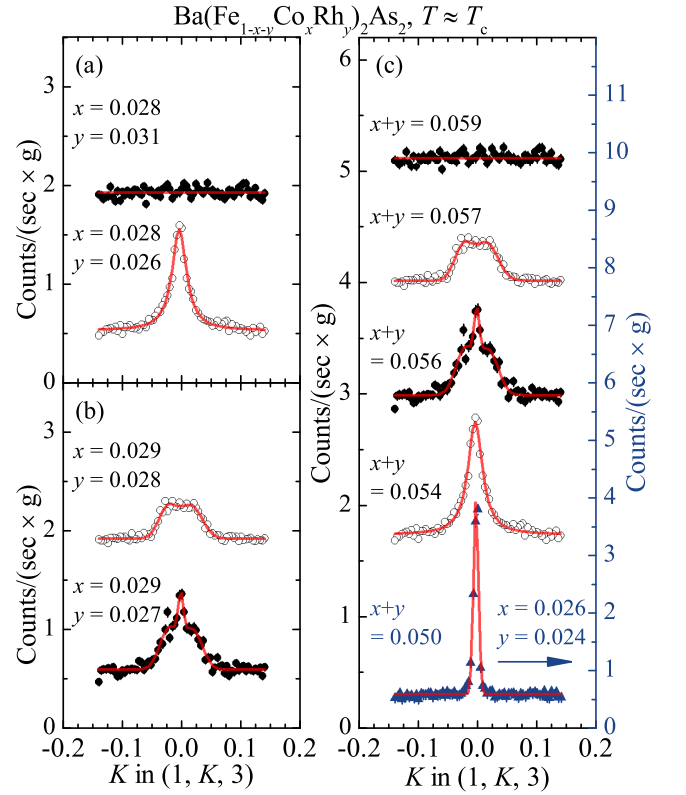 Ba(Fe1-x-yCoxRhy)2As2, T ≈ Tc
(a)
x = 0.028
y = 0.031
x = 0.028
y = 0.026
Counts/(sec × g)
3
2
1
0
(b)
x = 0.029
y = 0.028
x = 0.029
y = 0.027
Counts/(sec × g)
3
2
1
0
-0.2 -0.1 0.0 0.1 0.2
K in (1, K, 3)
(c)
x+y = 0.059
x+y = 0.057
x+y
= 0.056
x+y
= 0.054
x+y
= 0.050
x = 0.026
y = 0.024
Counts/(sec × g)
6
5
4
3
2
1
0
Counts/(sec × g)
11
10
9
8
7
6
5
4
3
2
1
0
-0.2 -0.1 0.0 0.1
K in (1, K, 3)